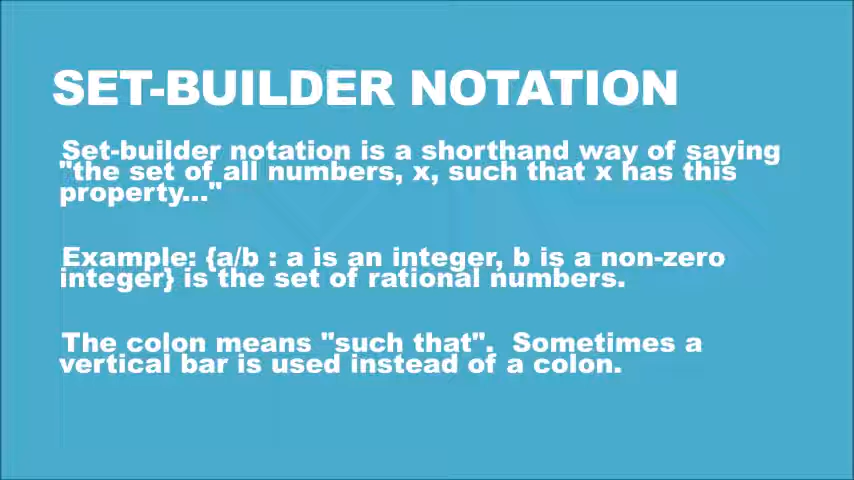 SET-BUILDER NOTATION
Set-builder notation is a shorthand way of saying
"the set of all numbers, x, such that x has this
property..."
Example: {a/b : a is an integer, b is a non-zero
integer} is the set of rational numbers.
The colon means "such that".  Sometimes a
vertical bar is used instead of a colon.